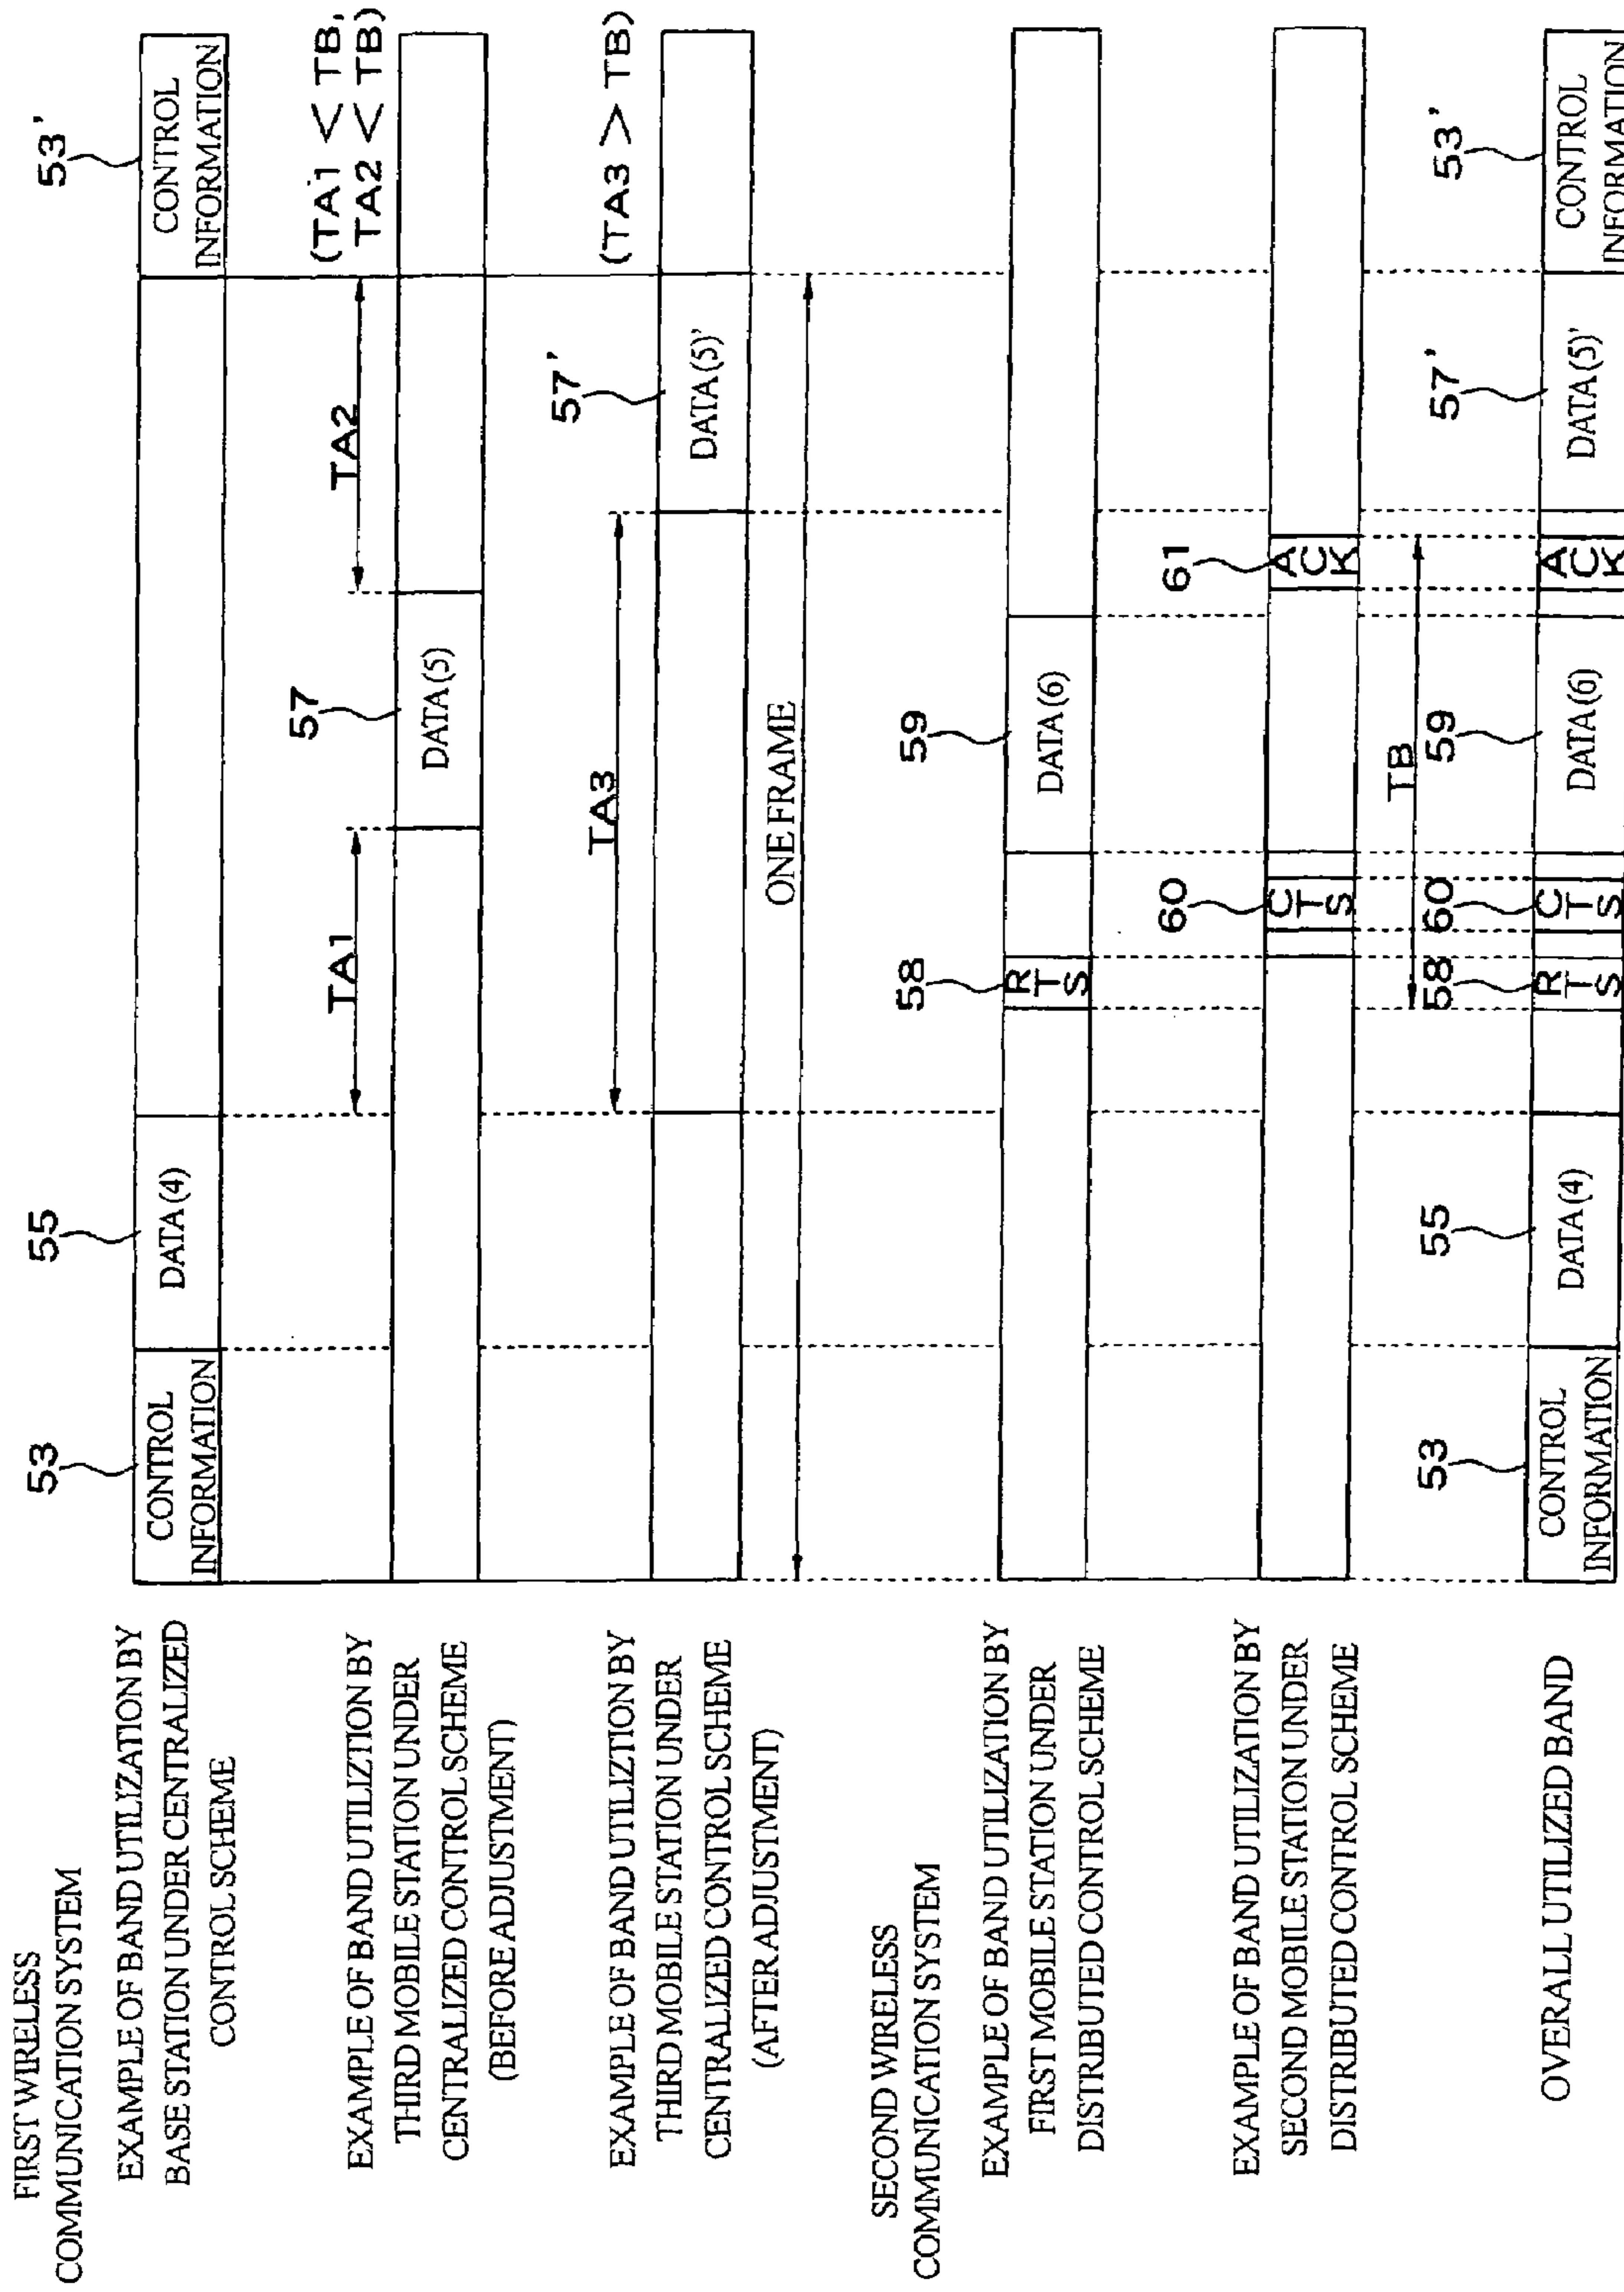 FIRST WIRELESS
COMMUNICATION SYSTEM
EXAMPLE OF BAND UTILIZATION BY
BASE STATION UNDER CENTRALIZED
CONTROL SCHEME
53
CONTROL
INFORMATION
55
DATA (4)
53'
CONTROL
INFORMATION
EXAMPLE OF BAND UTILIZTION BY
THIRD MOBILE STATION UNDER
CENTRALIZED CONTROL SCHEME
(BEFORE ADJUSTMENT)
TA1
57
DATA (5)
TA2
(TA1 < TB,
TA2 < TB)
EXAMPLE OF BAND UTILIZTION BY
THIRD MOBILE STATION UNDER
CENTRALIZED CONTROL SCHEME
(AFTER ADJUSTMENT)
TA3
57'
DATA (5)'
(TA3 > TB)
ONE FRAME
SECOND WIRELESS
COMMUNICATION SYSTEM
EXAMPLE OF BAND UTILIZATION BY
FIRST MOBILE STATION UNDER
DISTRIBUTED CONTROL SCHEME
58
RTS
59
DATA (6)
EXAMPLE OF BAND UTILIZATION BY
SECOND MOBILE STATION UNDER
DISTRIBUTED CONTROL SCHEME
60
CTS
61
ACK
TB
OVERALL UTILIZED BAND
53
CONTROL
INFORMATION
55
DATA (4)
58
RTS
60
CTS
59
DATA (6)
ACK
57'
DATA (5)'
53'
CONTROL
INFORMATION